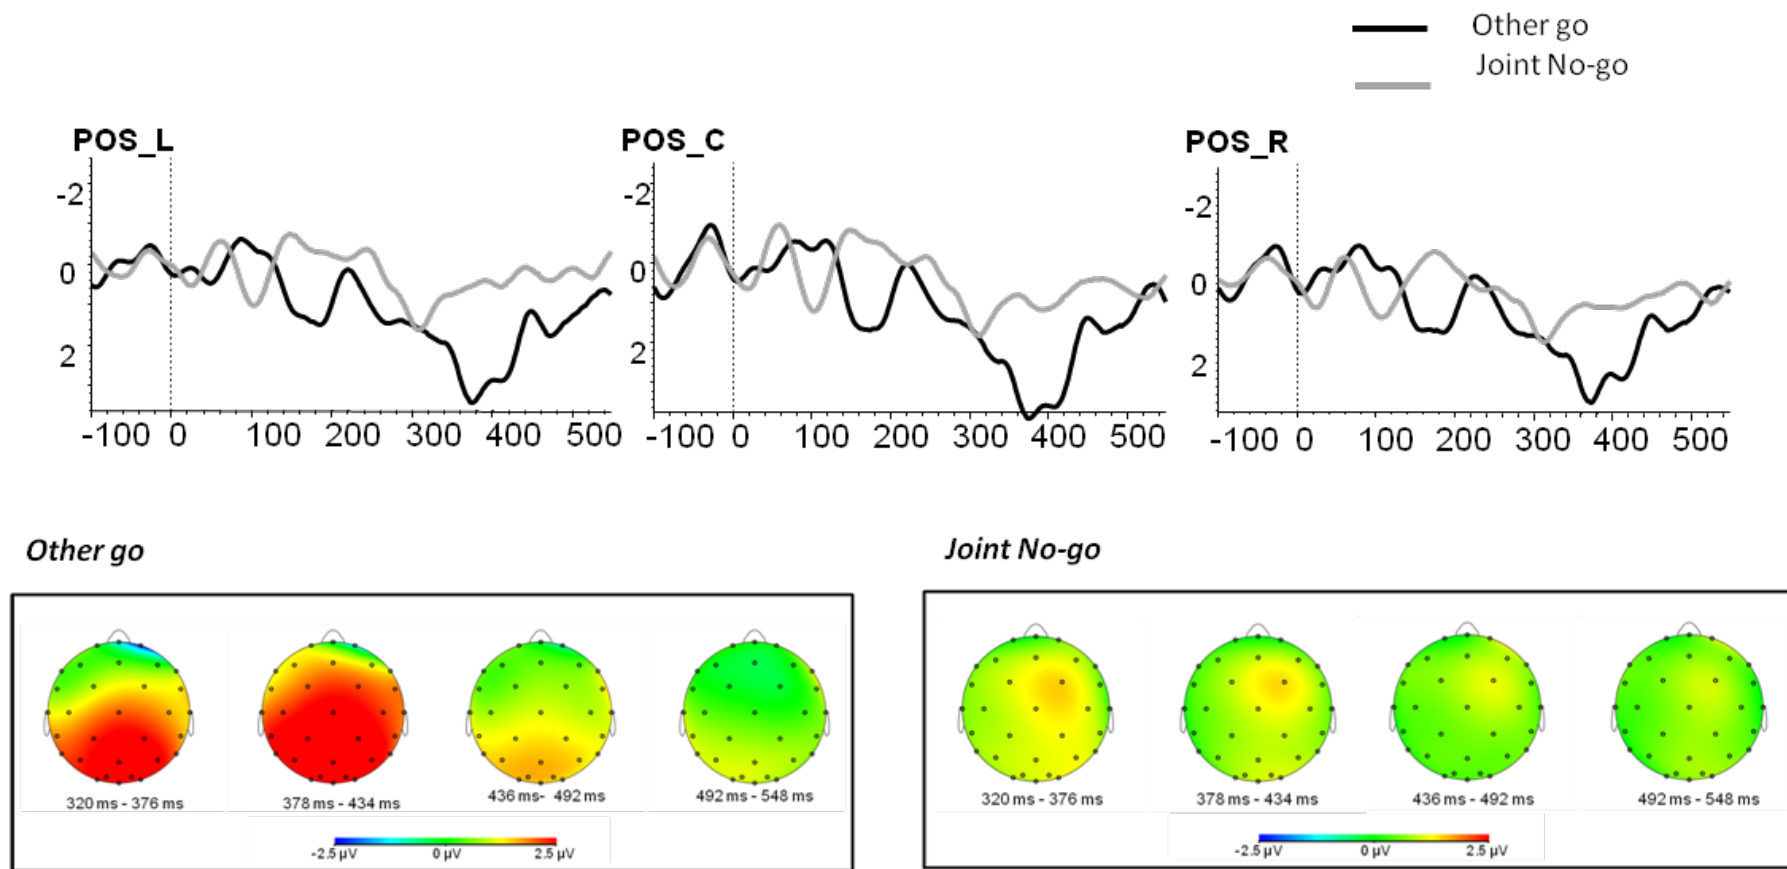 Other go
Joint No-go
POS_L
POS_C
POS_R
-2
0
2
-100 0 100 200 300 400 500
-2
0
2
-100 0 100 200 300 400 500
-2
0
2
-100 0 100 200 300 400 500
Other go
Joint No-go
320 ms - 376 ms
378 ms - 434 ms
436 ms- 492 ms
492 ms - 548 ms
-2.5 µV 0 µV 2.5 µV
320 ms - 376 ms
378 ms - 434 ms
436 ms - 492 ms
492 ms - 548 ms
-2.5 µV 0 µV 2.5 µV